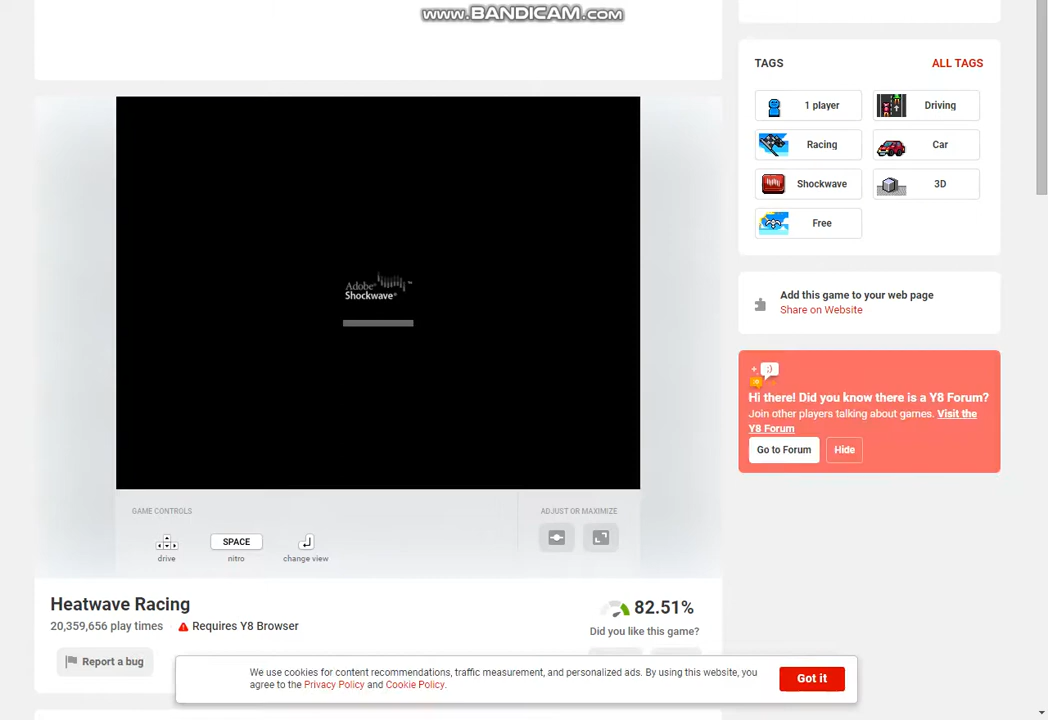 www.BANDICAM.com
TAGS
ALL TAGS
1 player
Driving
Racing
Car
Shockwave
3D
Free
Adobe®
Shockwave®
Add this game to your web page
Share on Website
Hi there! Did you know there is a Y8 Forum?
Join other players talking about games. Visit the
Y8 Forum
Go to Forum
Hide
GAME CONTROLS
ADJUST OR MAXIMIZE
SPACE
drive
nitro
change view
Heatwave Racing
82.51%
20,359,656 play times
Requires Y8 Browser
Did you like this game?
Report a bug
We use cookies for content recommendations, traffic measurement, and personalized ads. By using this website, you
agree to the Privacy Policy and Cookie Policy.
Got it